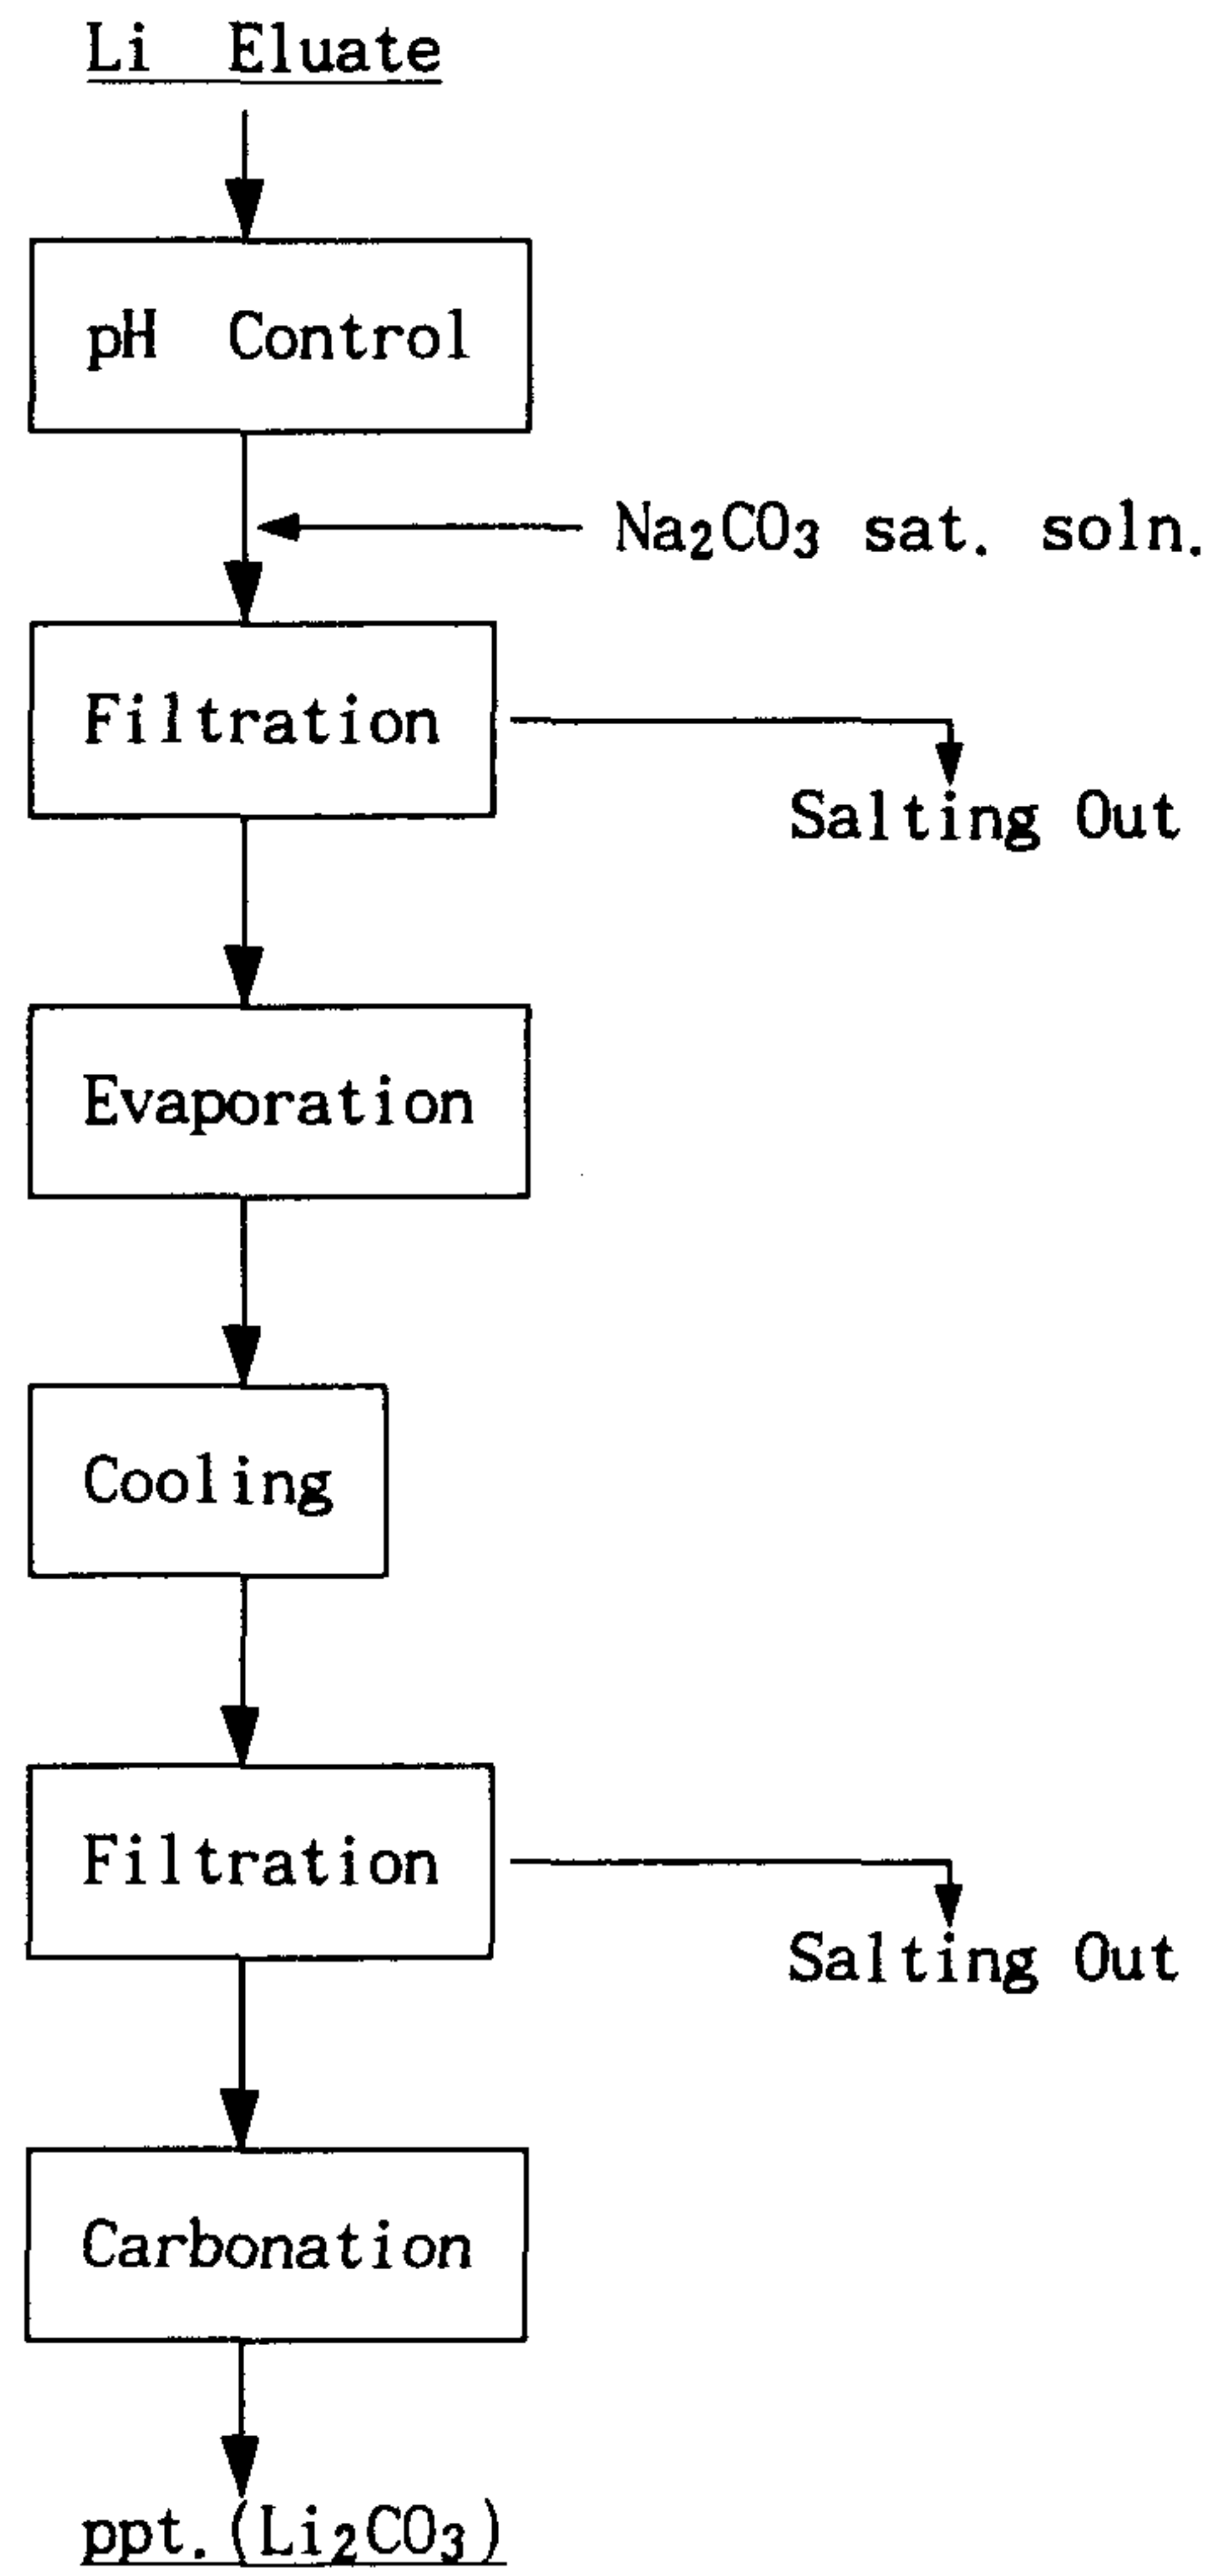 Li Eluate
pH Control
Na₂CO₃ sat. soln.
Filtration
Salting Out
Evaporation
Cooling
Filtration
Salting Out
Carbonation
ppt.(Li₂CO₃)